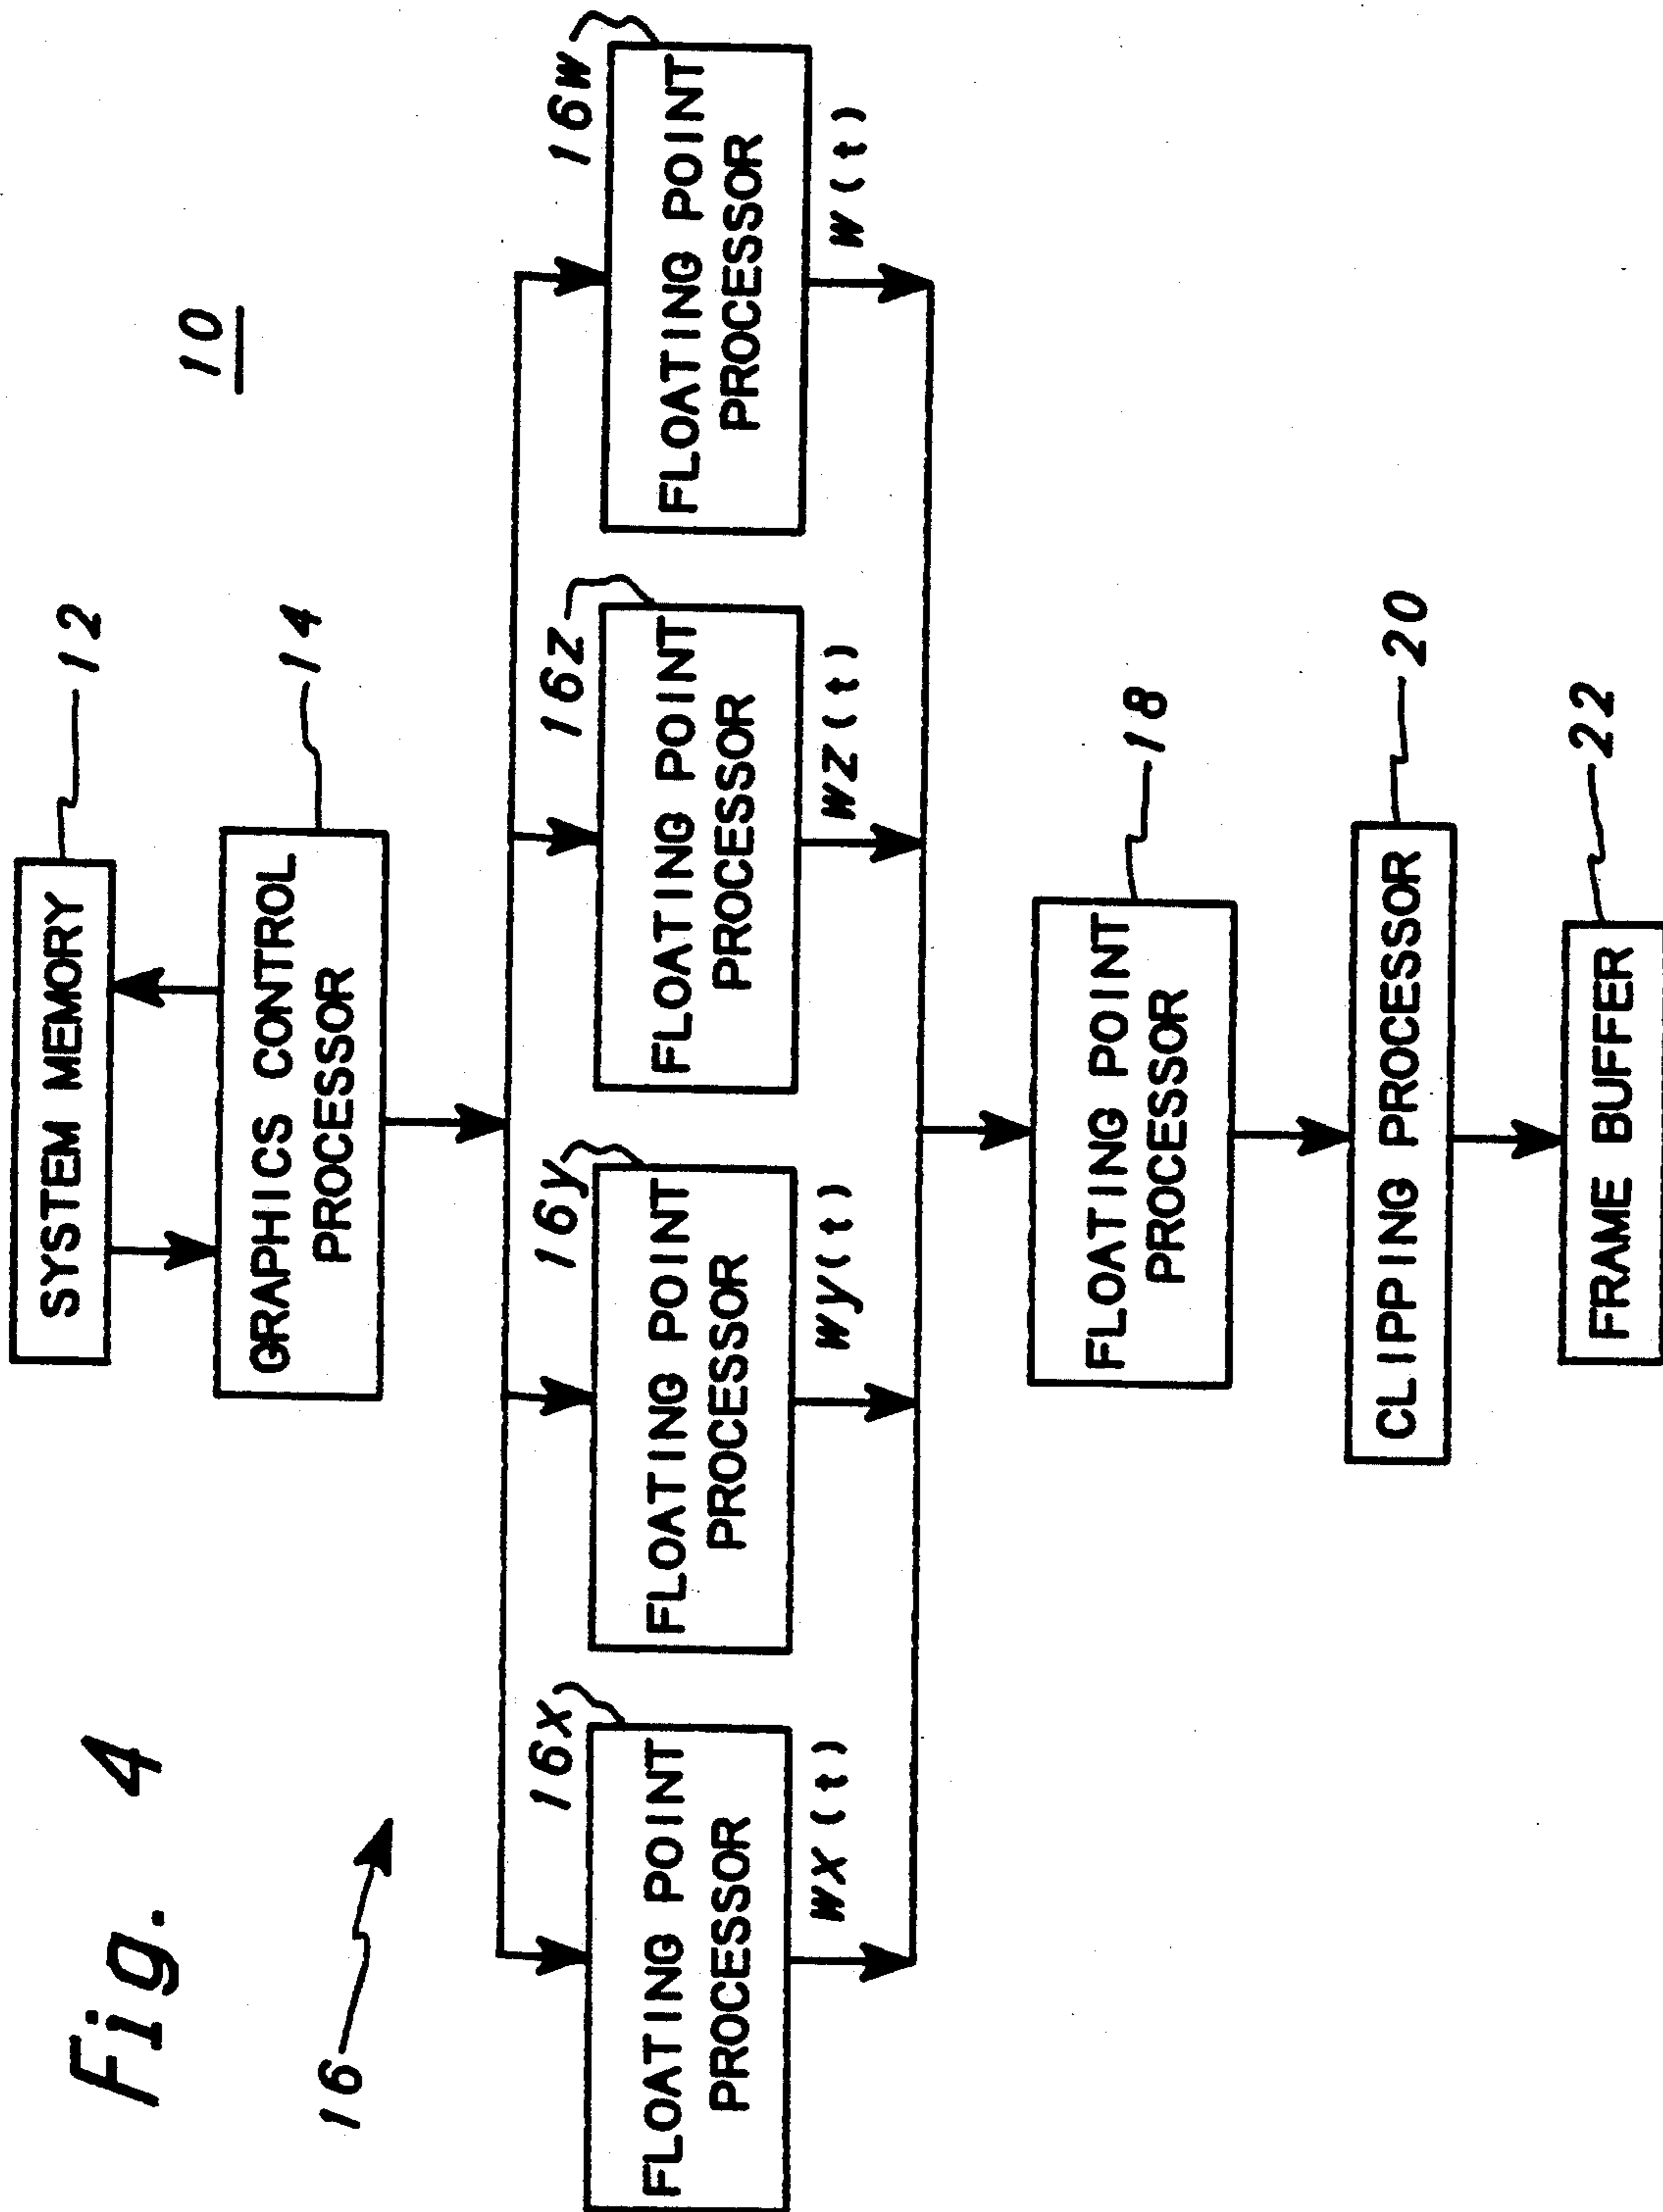 Fig. 4
10
SYSTEM MEMORY
12
GRAPHICS CONTROL
PROCESSOR
14
16
16x
FLOATING POINT
PROCESSOR
wx(t)
16y
FLOATING POINT
PROCESSOR
wy(t)
16z
FLOATING POINT
PROCESSOR
wz(t)
16w
FLOATING POINT
PROCESSOR
w(t)
FLOATING POINT
PROCESSOR
18
CLIPPING PROCESSOR
20
FRAME BUFFER
22